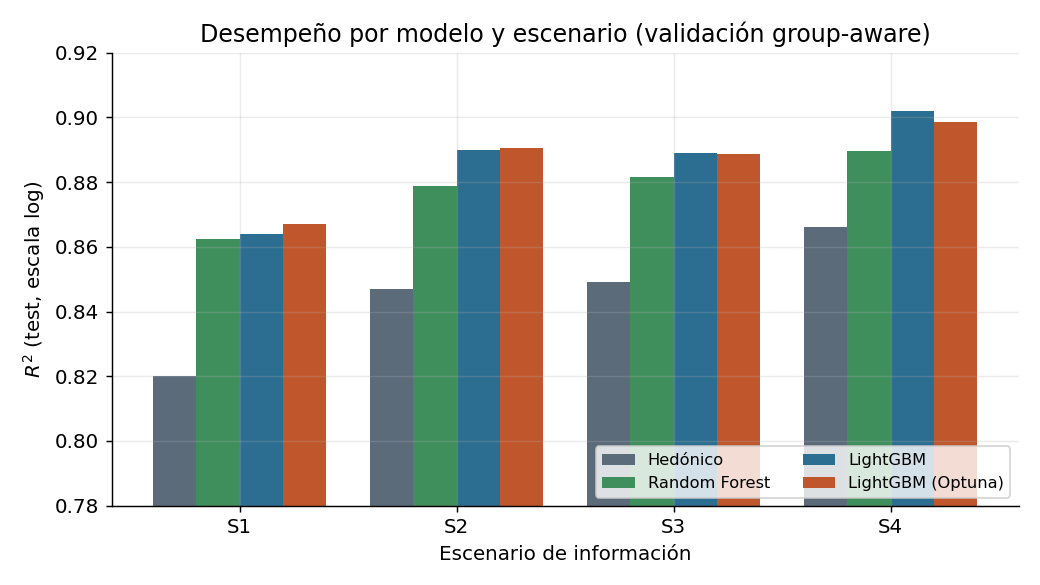 Desempeño por modelo y escenario (validación group-aware)
0.92
0.90
0.88
0.86
0.84
0.82
0.80
0.78
R² (test, escala log)
S1
S2
S3
S4
Escenario de información
Hedónico
Random Forest
LightGBM
LightGBM (Optuna)